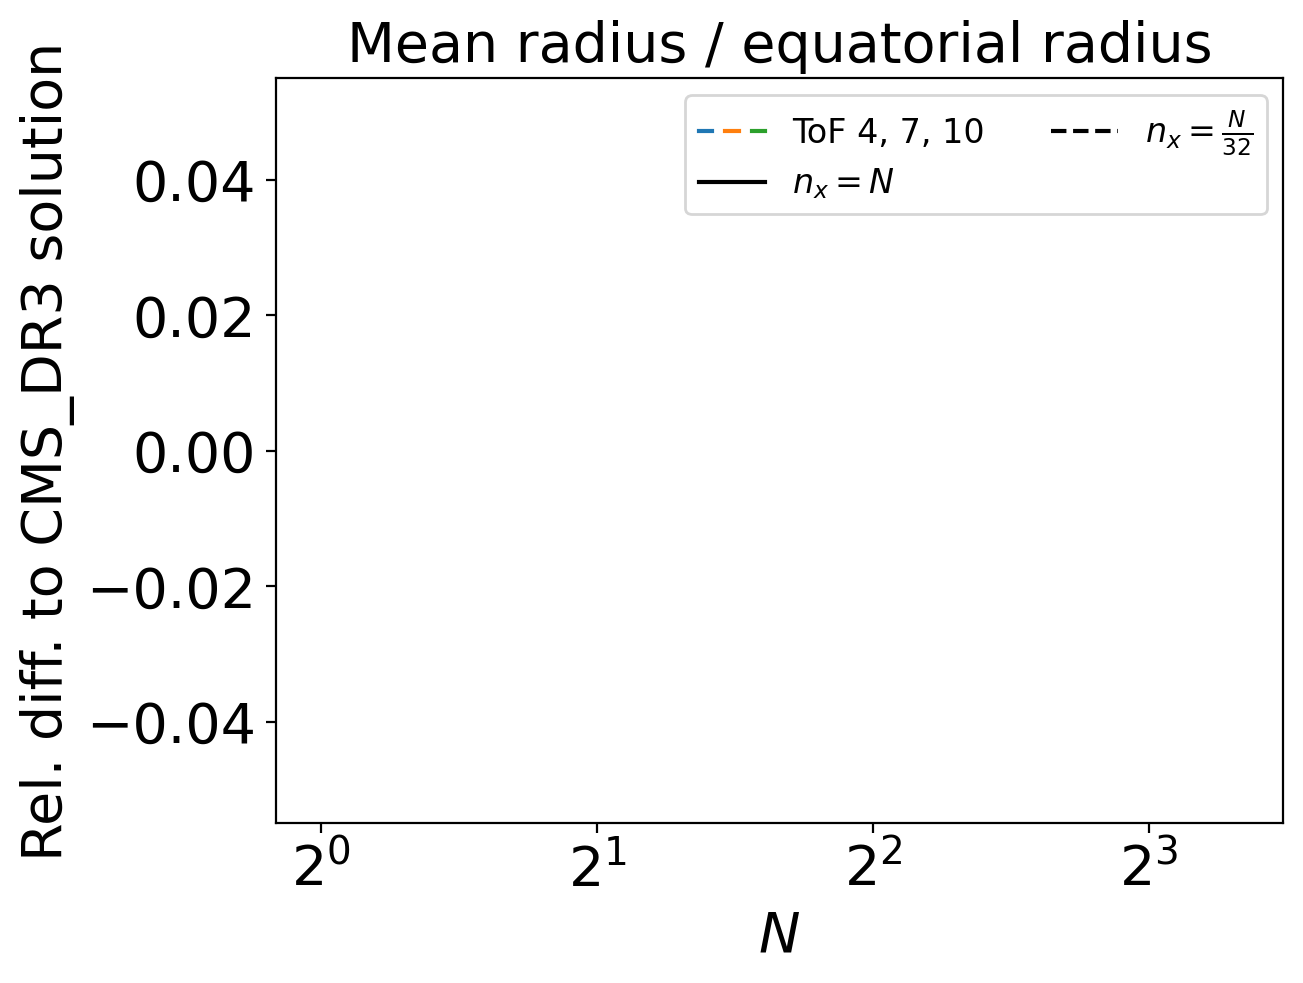 Mean radius / equatorial radius
Rel. diff. to CMS_DR3 solution
ToF 4, 7, 10
n_x = N
n_x = N/32
0.04
0.02
0.00
−0.02
−0.04
2^0 2^1 2^2 2^3
N